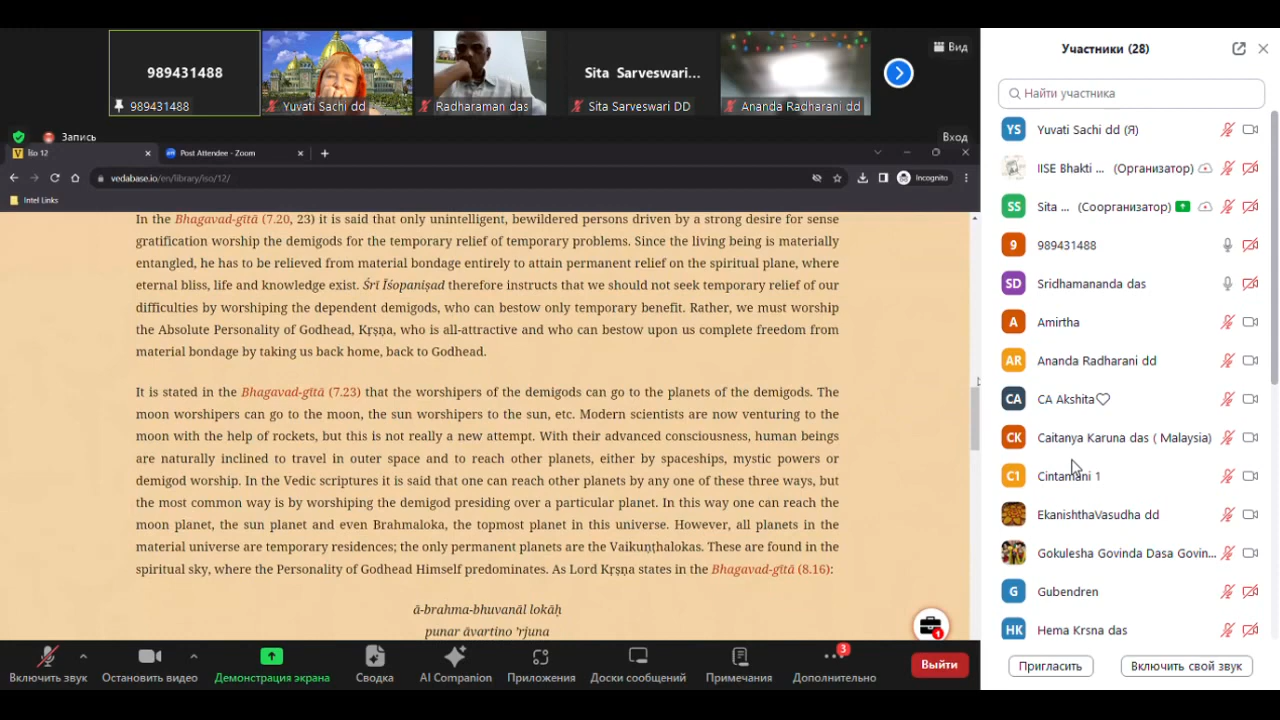 989431488
Sita Sarveswari...
989431488
Yuvati Sachi dd
Radharaman das
Sita Sarveswari DD
Ananda Radharani dd
Вид
Запись
Вход
Īśo 12
Post Attendee - Zoom
vedabase.io/en/library/iso/12/
Incognito
Intel Links
In the Bhagavad-gītā (7.20, 23) it is said that only unintelligent, bewildered persons driven by a strong desire for sense
gratification worship the demigods for the temporary relief of temporary problems. Since the living being is materially
entangled, he has to be relieved from material bondage entirely to attain permanent relief on the spiritual plane, where
eternal bliss, life and knowledge exist. Śrī Īśopaniṣad therefore instructs that we should not seek temporary relief of our
difficulties by worshiping the dependent demigods, who can bestow only temporary benefit. Rather, we must worship
the Absolute Personality of Godhead, Kṛṣṇa, who is all-attractive and who can bestow upon us complete freedom from
material bondage by taking us back home, back to Godhead.
It is stated in the Bhagavad-gītā (7.23) that the worshipers of the demigods can go to the planets of the demigods. The
moon worshipers can go to the moon, the sun worshipers to the sun, etc. Modern scientists are now venturing to the
moon with the help of rockets, but this is not really a new attempt. With their advanced consciousness, human beings
are naturally inclined to travel in outer space and to reach other planets, either by spaceships, mystic powers or
demigod worship. In the Vedic scriptures it is said that one can reach other planets by any one of these three ways, but
the most common way is by worshiping the demigod presiding over a particular planet. In this way one can reach the
moon planet, the sun planet and even Brahmaloka, the topmost planet in this universe. However, all planets in the
material universe are temporary residences; the only permanent planets are the Vaikuṇṭhalokas. These are found in the
spiritual sky, where the Personality of Godhead Himself predominates. As Lord Kṛṣṇa states in the Bhagavad-gītā (8.16):
ā-brahma-bhuvanāl lokāḥ
punar āvartino 'rjuna
1
Включить звук
Остановить видео
Демонстрация экрана
Сводка
AI Companion
Приложения
Доски сообщений
Примечания
3
Дополнительно
Выйти
Участники (28)
Найти участника
YS Yuvati Sachi dd (Я)
IISE Bhakti ... (Организатор)
SS Sita ... (Соорганизатор)
9 989431488
SD Sridhamananda das
A Amirtha
AR Ananda Radharani dd
CA CA Akshita♡
CK Caitanya Karuna das ( Malaysia)
C1 Cintamani 1
EkanishthaVasudha dd
Gokulesha Govinda Dasa Govin...
G Gubendren
HK Hema Krsna das
Пригласить
Включить свой звук